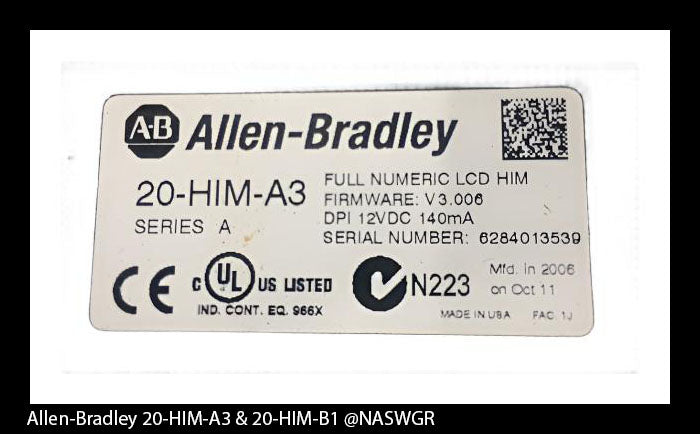 A-B Allen-Bradley
20-HIM-A3
SERIES A
FULL NUMERIC LCD HIM
FIRMWARE: V3.006
DPI 12VDC 140mA
SERIAL NUMBER: 6284013539
CE
C UL US LISTED
IND. CONT. EQ. 966X
N223
Mfd. in 2006
on Oct 11
MADE IN USA FAC 1J
Allen-Bradley 20-HIM-A3 & 20-HIM-B1 @NASWGR